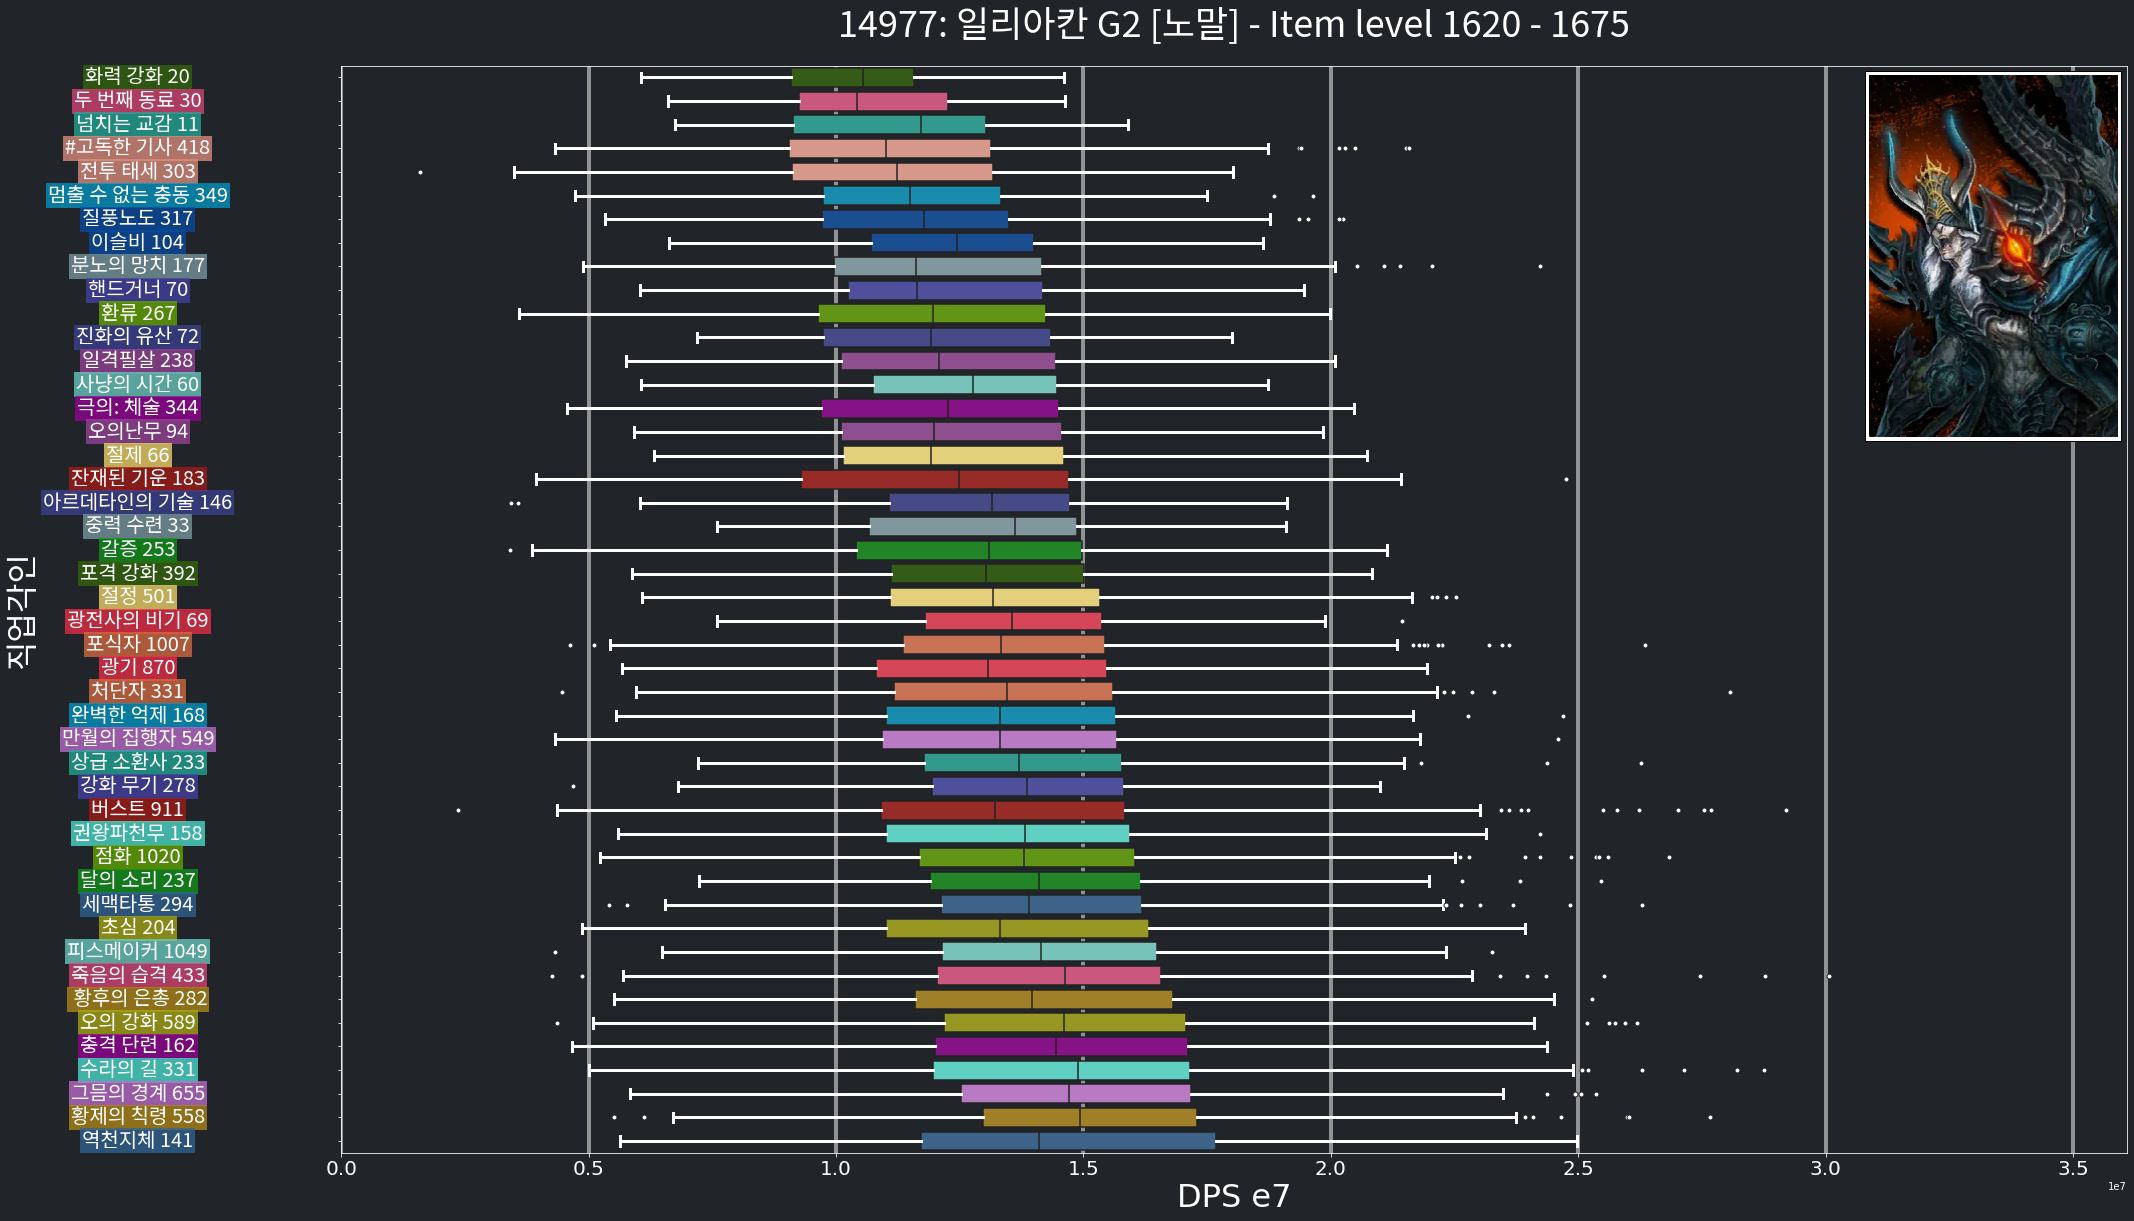 14977: 일리아칸 G2 [노말] - Item level 1620 - 1675
화력 강화 20
두 번째 동료 30
넘치는 교감 11
#고독한 기사 418
전투 태세 303
멈출 수 없는 충동 349
질풍노도 317
이슬비 104
분노의 망치 177
핸드거너 70
환류 267
진화의 유산 72
일격필살 238
사냥의 시간 60
극의: 체술 344
오의난무 94
절제 66
잔재된 기운 183
아르데타인의 기술 146
중력 수련 33
갈증 253
포격 강화 392
절정 501
광전사의 비기 69
포식자 1007
광기 870
처단자 331
완벽한 억제 168
만월의 집행자 549
상급 소환사 233
강화 무기 278
버스트 911
권왕파천무 158
점화 1020
달의 소리 237
세맥타통 294
초심 204
피스메이커 1049
죽음의 습격 433
황후의 은총 282
오의 강화 589
충격 단련 162
수라의 길 331
그믐의 경계 655
황제의 칙령 558
역천지체 141
직업각인
0.0 0.5 1.0 1.5 2.0 2.5 3.0 3.5
1e7
DPS e7